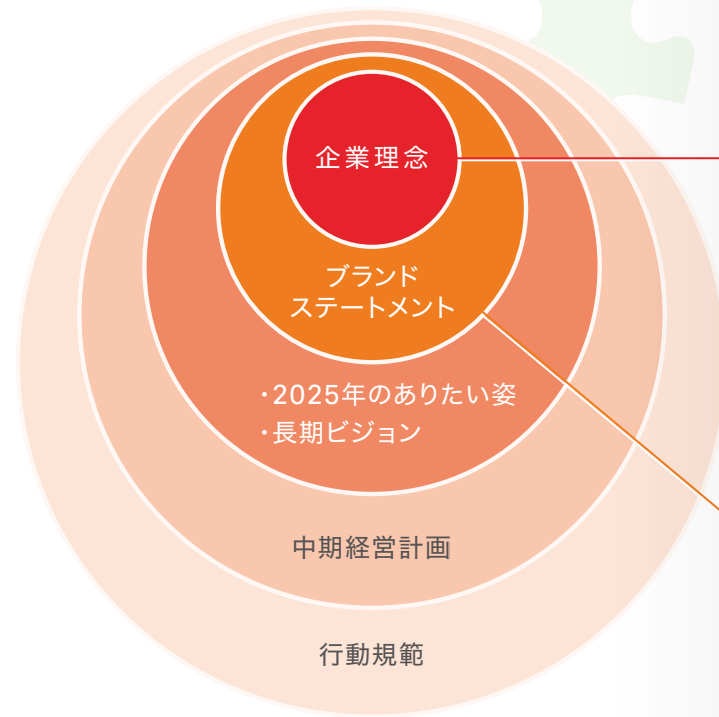 企業理念
ブランド
ステートメント
・2025年のありたい姿
・長期ビジョン
中期経営計画
行動規範